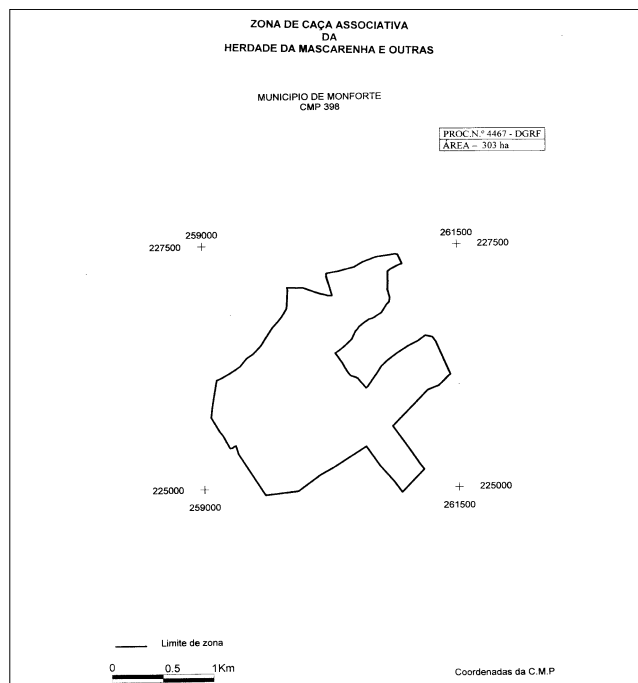 ZONA DE CAÇA ASSOCIATIVA
DA
HERDADE DA MASCARENHA E OUTRAS
MUNICIPIO DE MONFORTE
CMP 398
PROC.N.º 4467 - DGRF
ÁREA – 303 ha
259000
227500
261500
227500
225000
259000
225000
261500
Limite de zona
0 0.5 1Km
Coordenadas da C.M.P